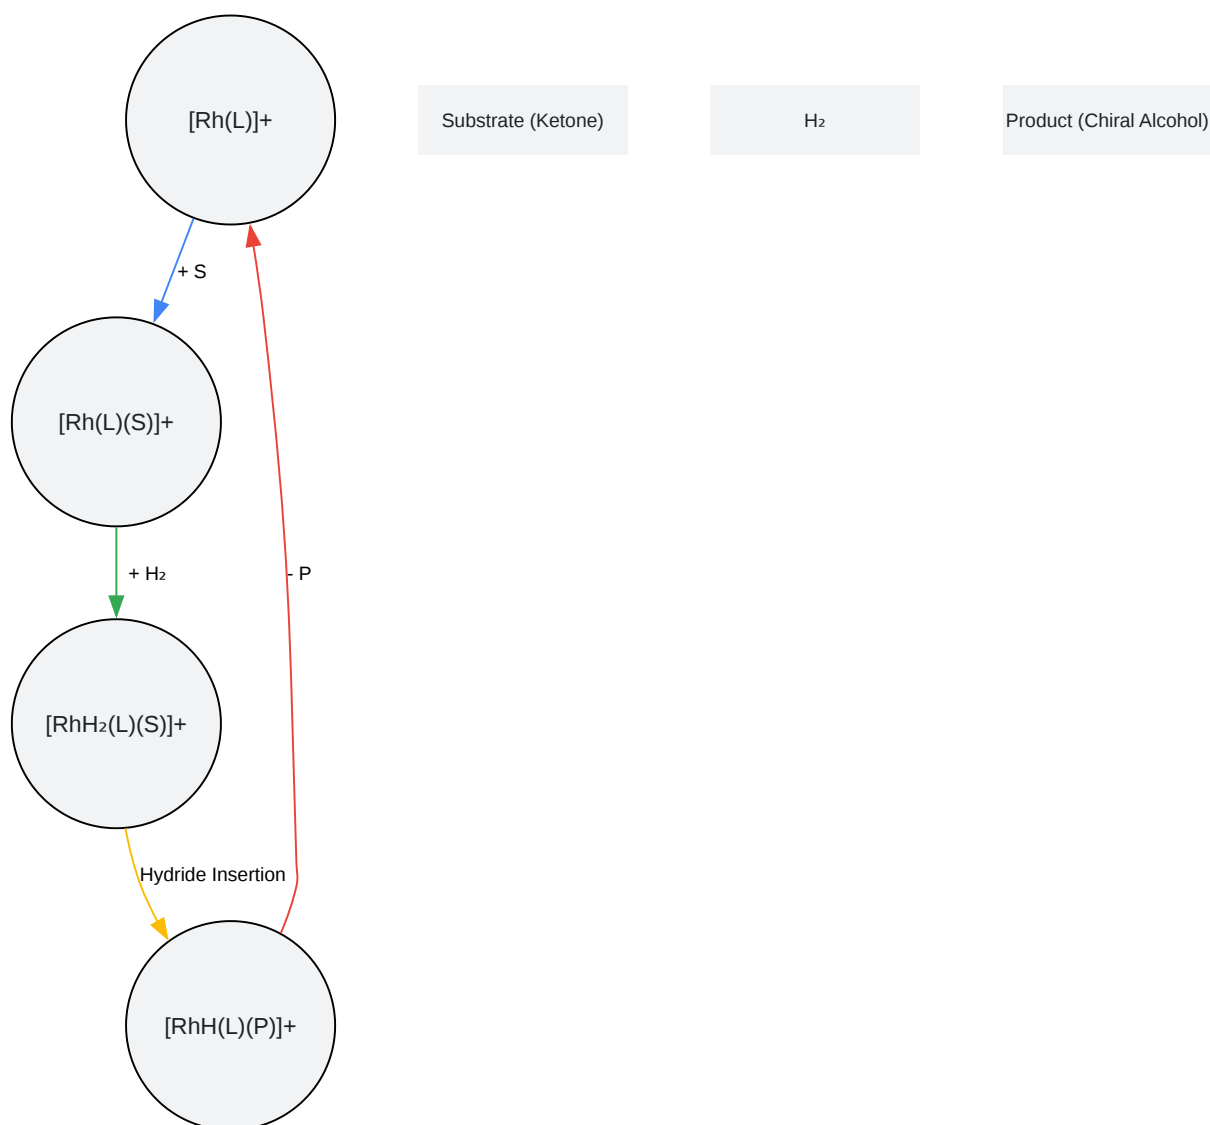 [Rh(L)]+
Substrate (Ketone)
H₂
Product (Chiral Alcohol)
+ S
[Rh(L)(S)]+
+ H₂
- P
[RhH₂(L)(S)]+
Hydride Insertion
[RhH(L)(P)]+